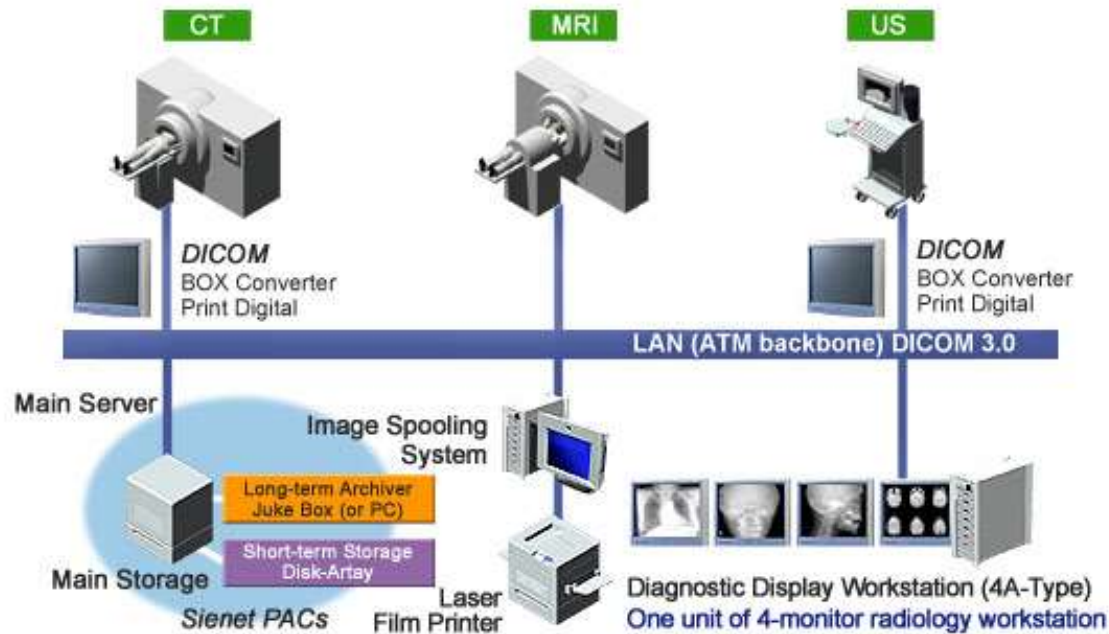 CT
MRI
US
DICOM
BOX Converter
Print Digital
DICOM
BOX Converter
Print Digital
LAN (ATM backbone) DICOM 3.0
Main Server
Image Spooling
System
Long-term Archiver
Juke Box (or PC)
Short-term Storage
Disk-Artay
Main Storage
Sienet PACs
Laser
Film Printer
Diagnostic Display Workstation (4A-Type)
One unit of 4-monitor radiology workstation